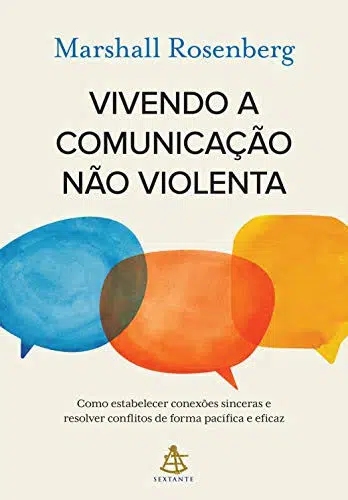 Marshall Rosenberg
VIVENDO A
COMUNICAÇÃO
NÃO VIOLENTA
Como estabelecer conexões sinceras e
resolver conflitos de forma pacífica e eficaz
SEXTANTE